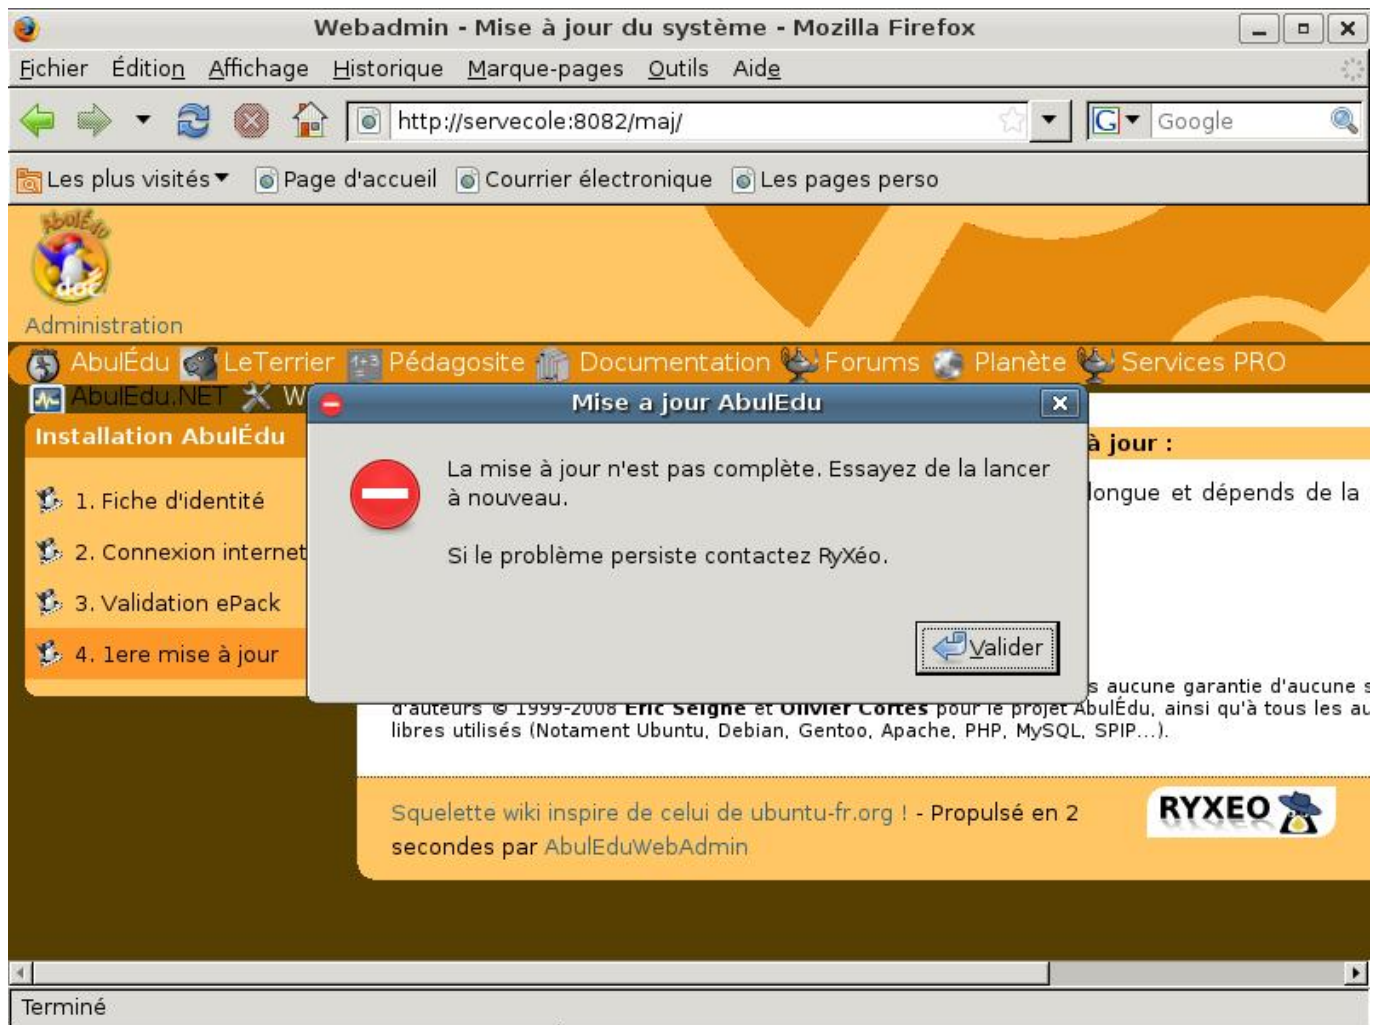 Webadmin - Mise à jour du système - Mozilla Firefox
Fichier Édition Affichage Historique Marque-pages Outils Aide
http://servecole:8082/maj/
G
Google
Les plus visités Page d'accueil Courrier électronique Les pages perso
AbulÉdu
doc
Administration
AbulÉdu LeTerrier 1+3 Pédagosite Documentation Forums Planète Services PRO
AbulEdu.NET W
Mise a jour AbulEdu
Installation AbulÉdu
à jour :
La mise à jour n'est pas complète. Essayez de la lancer
à nouveau.
longue et dépends de la
1. Fiche d'identité
2. Connexion internet
Si le problème persiste contactez RyXéo.
3. Validation ePack
4. 1ere mise à jour
Valider
s aucune garantie d'aucune s
d'auteurs © 1999-2008 Eric Seigne et Olivier Cortes pour le projet AbulÉdu, ainsi qu'à tous les au
libres utilisés (Notament Ubuntu, Debian, Gentoo, Apache, PHP, MySQL, SPIP...).
Squelette wiki inspire de celui de ubuntu-fr.org ! - Propulsé en 2
secondes par AbulEduWebAdmin
RYXEO
Terminé